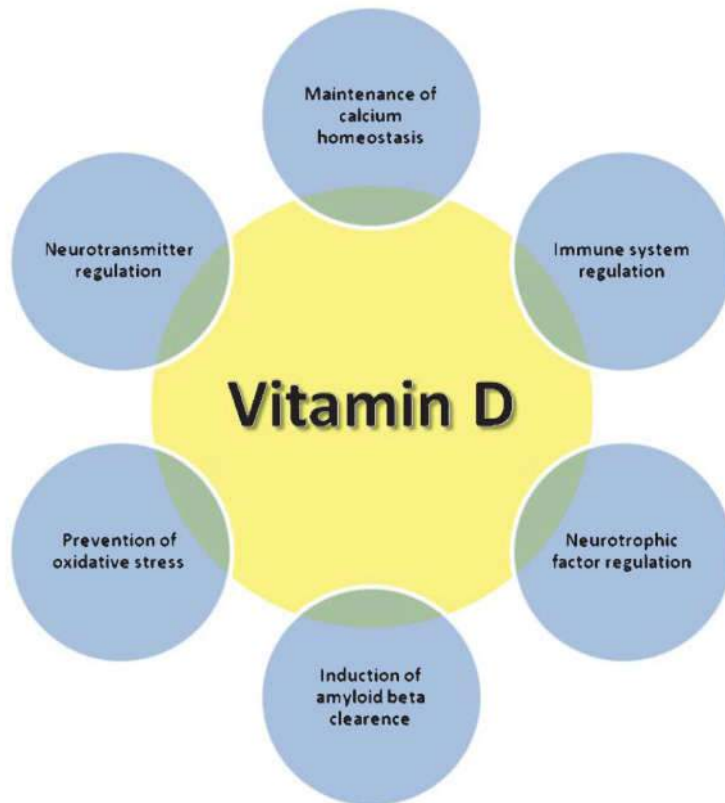 Maintenance of
calcium
homeostasis
Neurotransmitter
regulation
Immune system
regulation
Vitamin D
Prevention of
oxidative stress
Neurotrophic
factor regulation
Induction of
amyloid beta
clearence